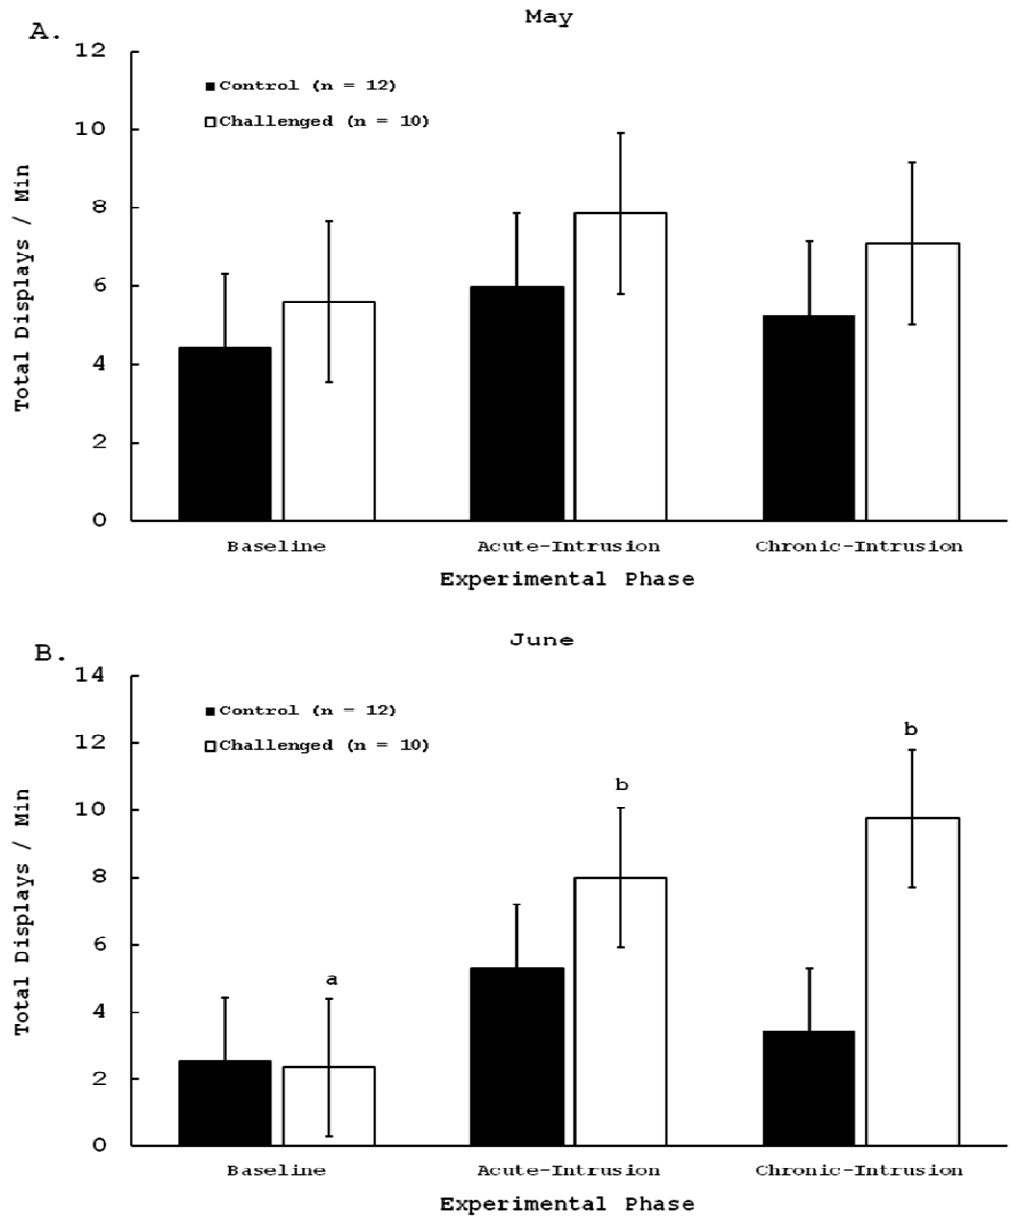 May
A.
12
Control (n = 12)
Challenged (n = 10)
10
8
6
4
2
0
Total Displays / Min
Baseline Acute-Intrusion Chronic-Intrusion
Experimental Phase
June
B.
14
Control (n = 12)
Challenged (n = 10)
12
10
8
6
4
2
0
Total Displays / Min
a
b
b
Baseline Acute-Intrusion Chronic-Intrusion
Experimental Phase